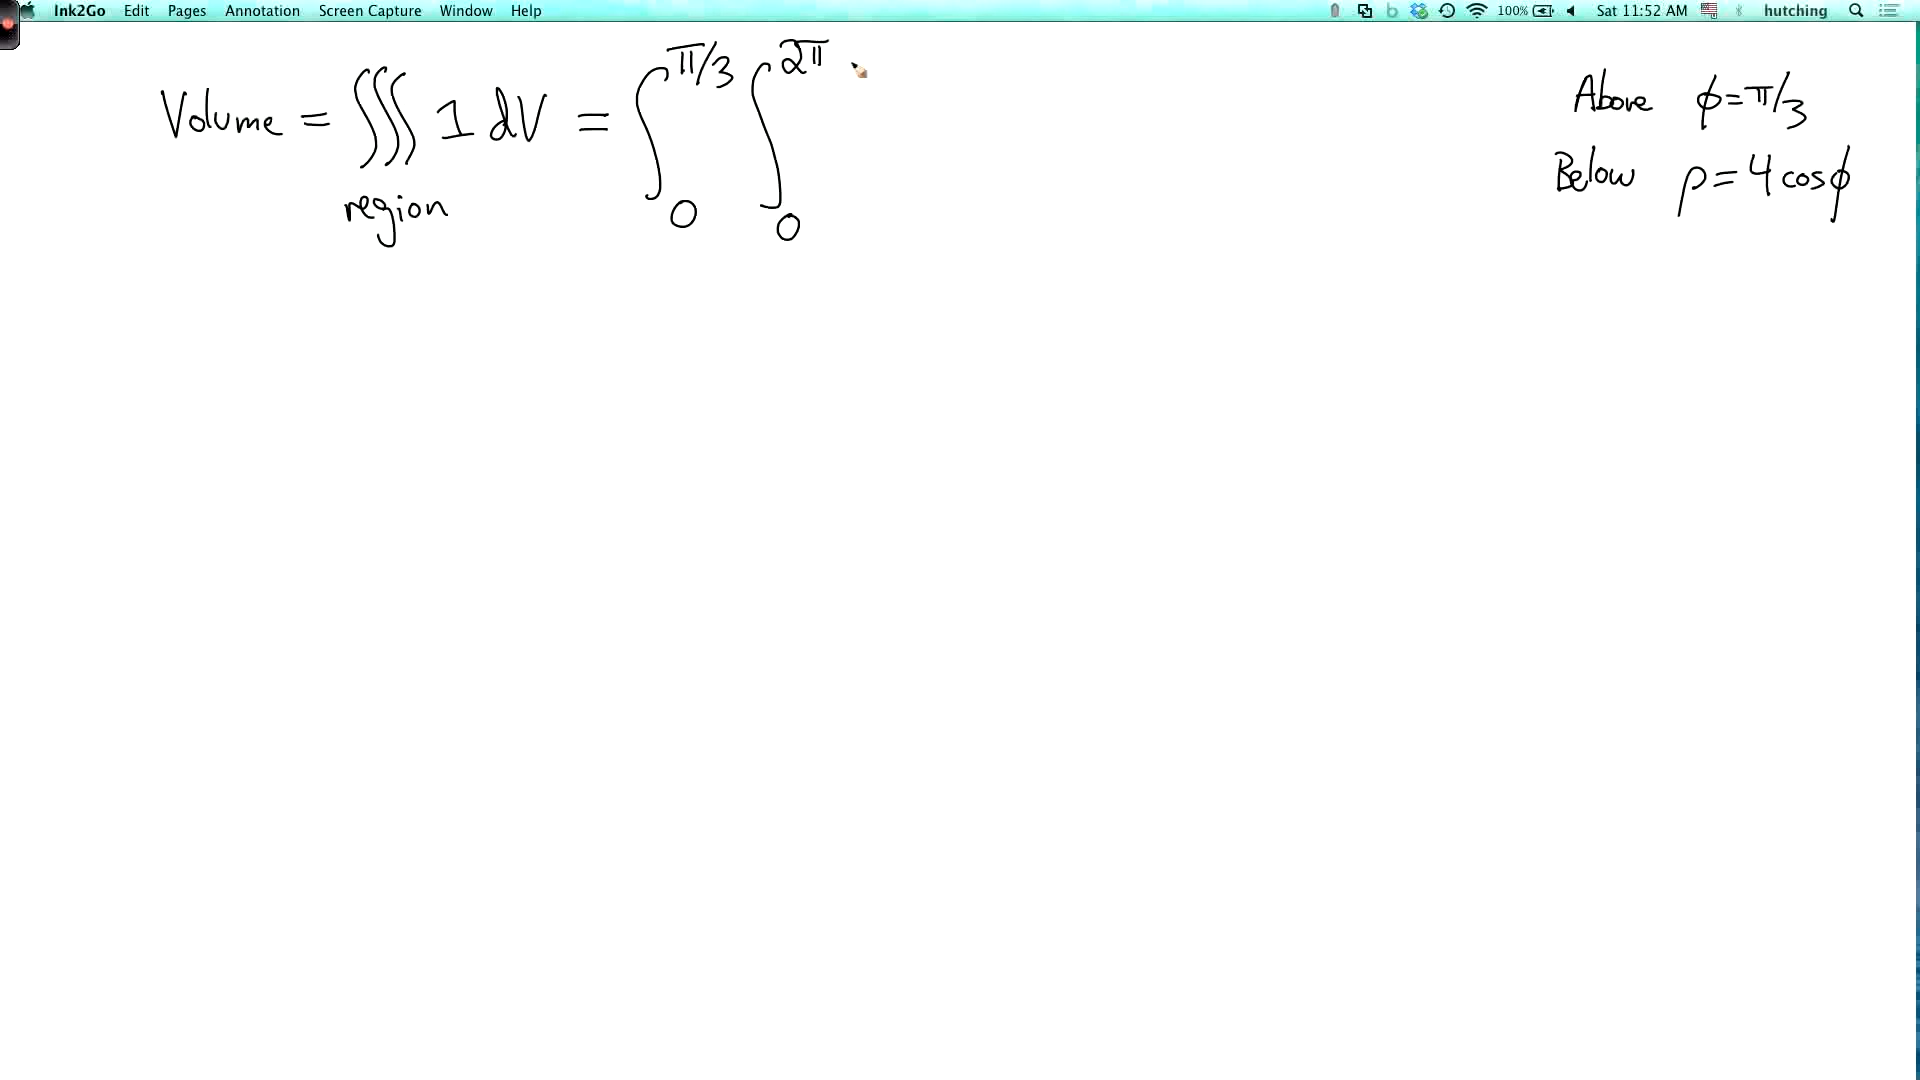 Ink2Go Edit Pages Annotation Screen Capture Window Help 100% Sat 11:52 AM hutching
Volume = ∭ 1 dV = ∫ π/3 0 ∫ 2π 0
region
Above ϕ=π/3
Below ρ=4 cosϕ